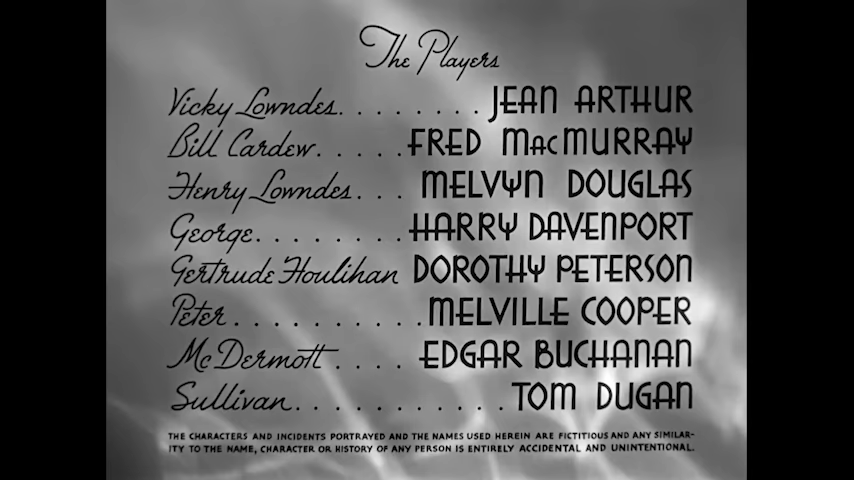 The Players
Vicky Lowndes. . . . . . . . JEAN ARTHUR
Bill Cardew. . . . . FRED MACMURRAY
Henry Lowndes. . . MELVYN DOUGLAS
George. . . . . . . . HARRY DAVENPORT
Gertrude Houlihan DOROTHY PETERSON
Peter. . . . . . . . . . MELVILLE COOPER
McDermott. . . . EDGAR BUCHANAN
Sullivan. . . . . . . . . . . TOM DUGAN
THE CHARACTERS AND INCIDENTS PORTRAYED AND THE NAMES USED HEREIN ARE FICTITIOUS AND ANY SIMILAR-
ITY TO THE NAME, CHARACTER OR HISTORY OF ANY PERSON IS ENTIRELY ACCIDENTAL AND UNINTENTIONAL.